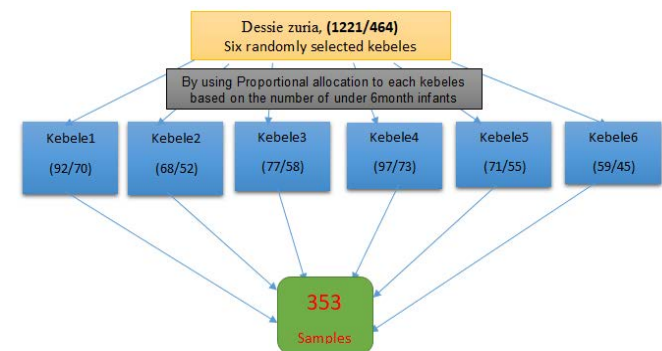 Dessie zuria, (1221/464)
Six randomly selected kebeles
By using Proportional allocation to each kebeles
based on the number of under 6month infants
Kebele1
(92/70)
Kebele2
(68/52)
Kebele3
(77/58)
Kebele4
(97/73)
Kebele5
(71/55)
Kebele6
(59/45)
353
Samples